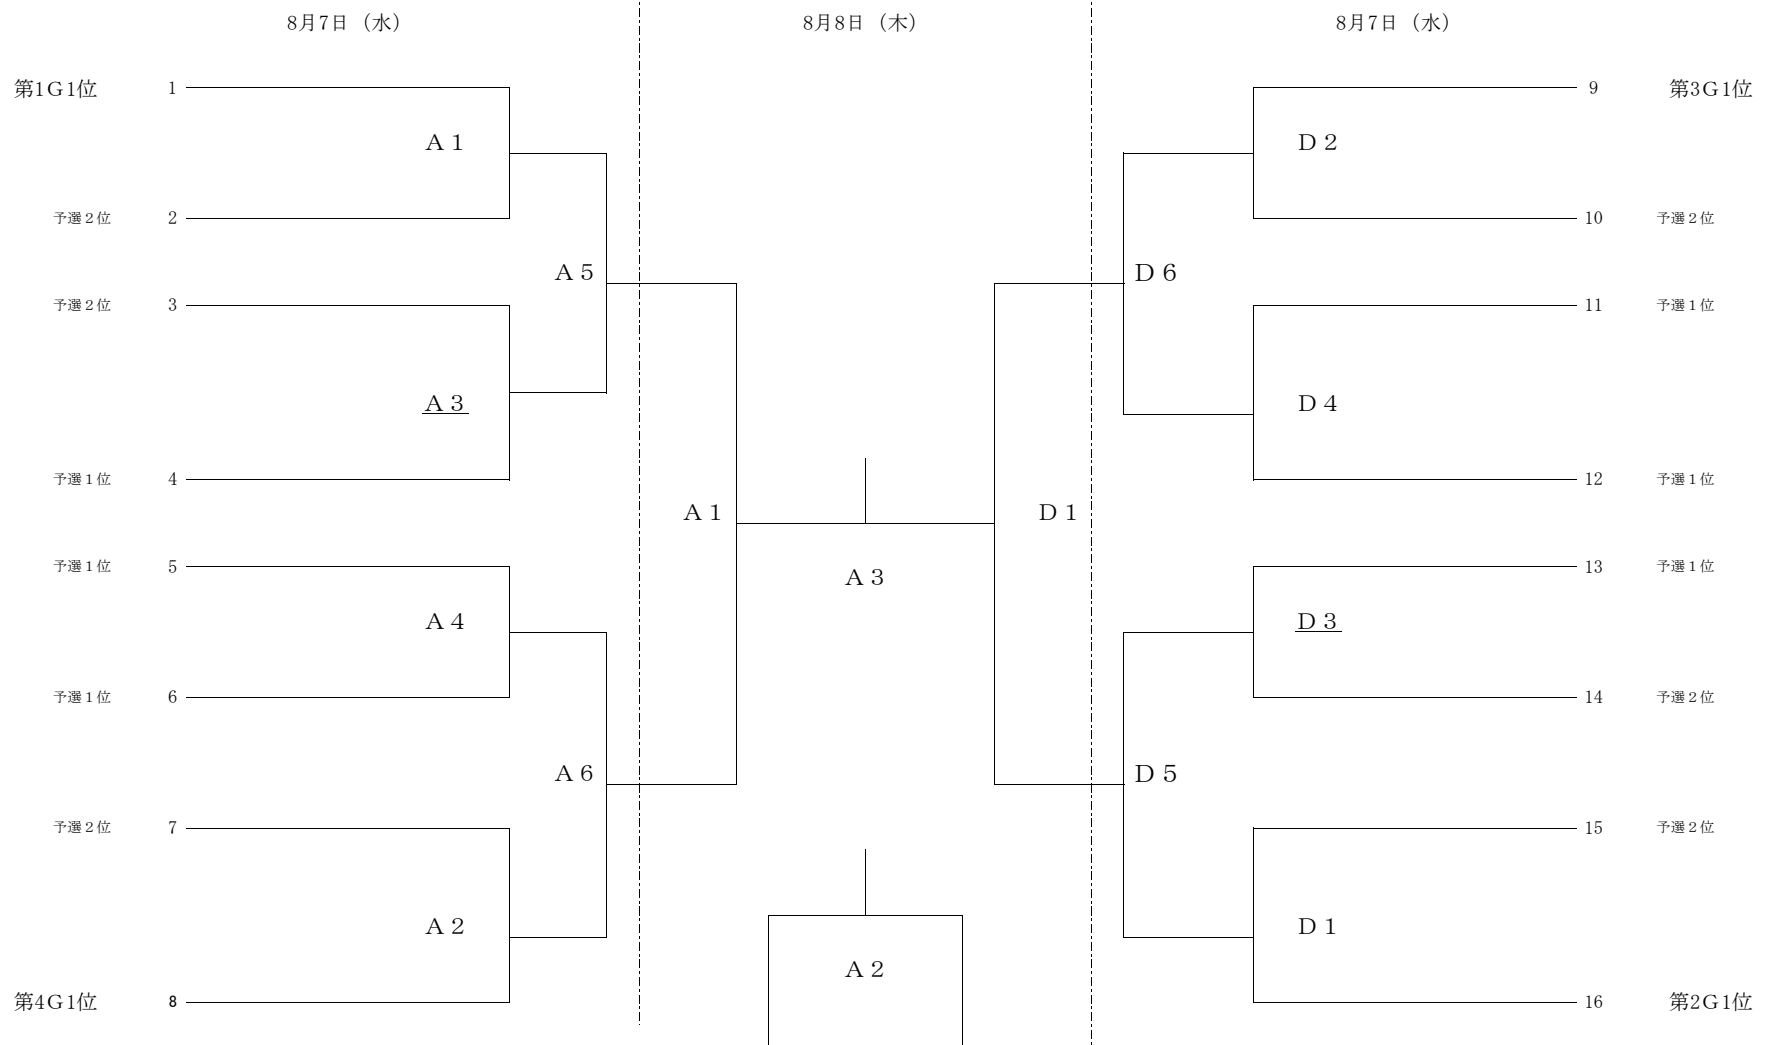 8月7日（水）
8月8日（木）
8月7日（水）
第1G1位 1
A1
予選2位 2
A5
予選2位 3
A3
予選1位 4
A1
予選1位 5
A4
予選1位 6
A6
予選2位 7
A2
第4G1位 8
A3
A2
9 第3G1位
D2
10 予選2位
D6
11 予選1位
D4
12 予選1位
D1
13 予選1位
D3
14 予選2位
D5
15 予選2位
D1
16 第2G1位